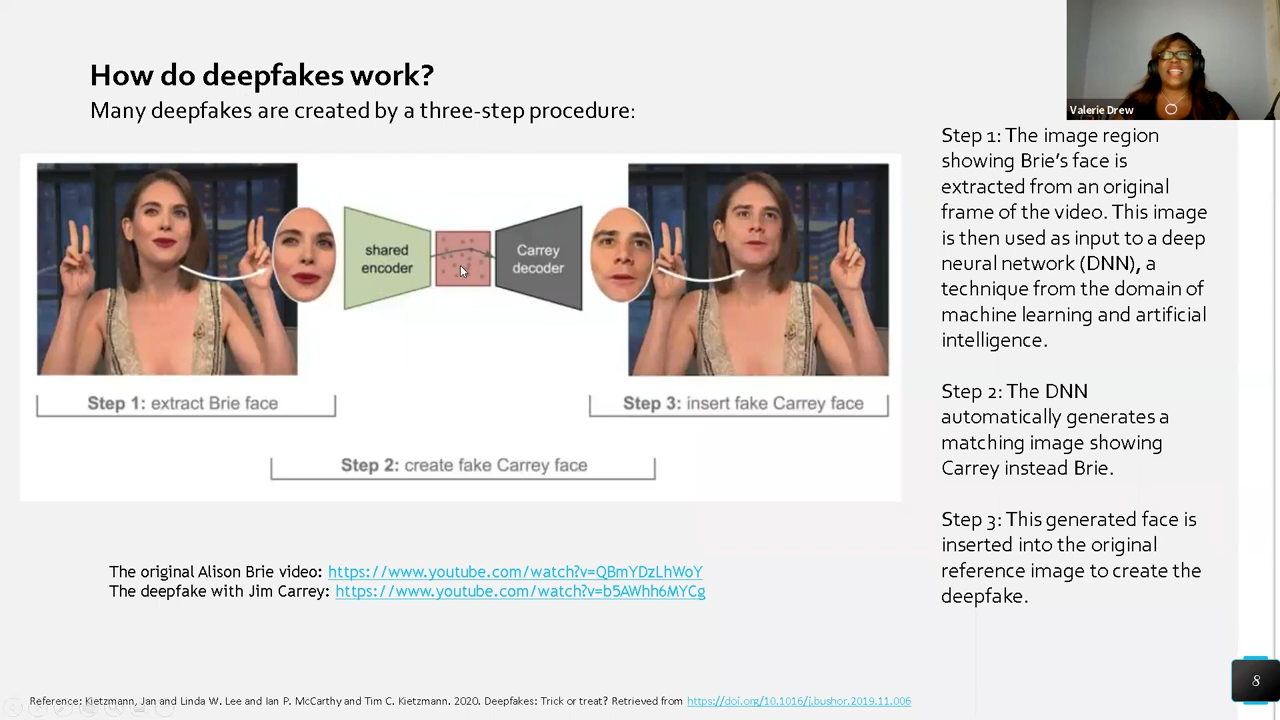 How do deepfakes work?
Many deepfakes are created by a three-step procedure:
Valerie Drew
shared
encoder
Carrey
decoder
Step 1: extract Brie face
Step 3: insert fake Carrey face
Step 2: create fake Carrey face
Step 1: The image region
showing Brie’s face is
extracted from an original
frame of the video. This image
is then used as input to a deep
neural network (DNN), a
technique from the domain of
machine learning and artificial
intelligence.
Step 2: The DNN
automatically generates a
matching image showing
Carrey instead Brie.
Step 3: This generated face is
inserted into the original
reference image to create the
deepfake.
The original Alison Brie video: https://www.youtube.com/watch?v=QBmYDzLhWoY
The deepfake with Jim Carrey: https://www.youtube.com/watch?v=b5AWhh6MYCg
8
Reference: Kietzmann, Jan and Linda W. Lee and Ian P. McCarthy and Tim C. Kietzmann. 2020. Deepfakes: Trick or treat? Retrieved from https://doi.org/10.1016/j.bushor.2019.11.006